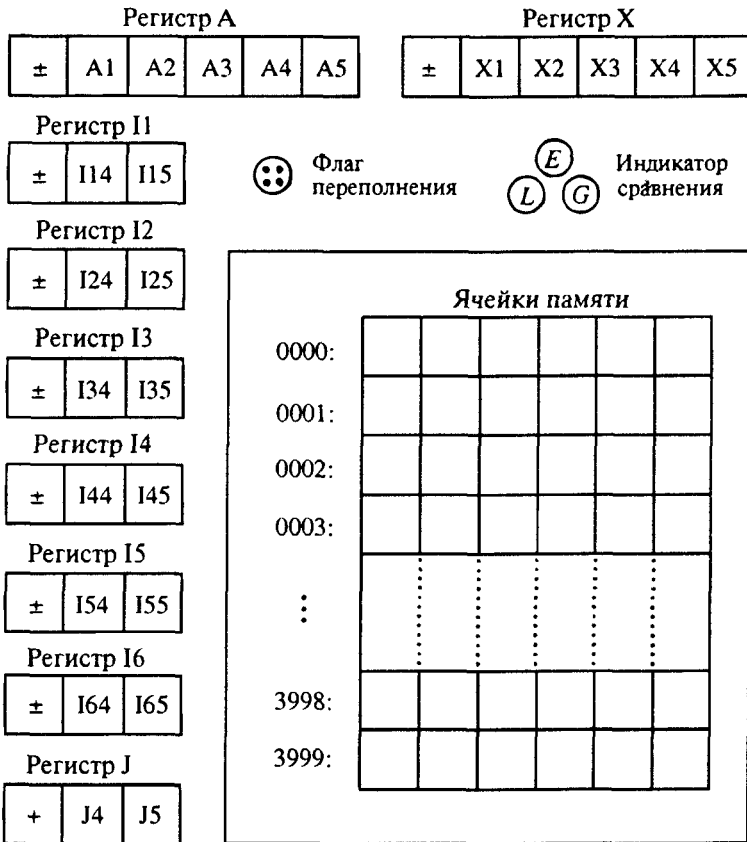 Регистр A
± A1 A2 A3 A4 A5
Регистр X
± X1 X2 X3 X4 X5
Регистр I1
± I14 I15
Флаг
переполнения
E
L G
Индикатор
сравнения
Регистр I2
± I24 I25
Регистр I3
± I34 I35
Регистр I4
± I44 I45
Регистр I5
± I54 I55
Регистр I6
± I64 I65
Регистр J
+ J4 J5
Ячейки памяти
0000:
0001:
0002:
0003:
⋮
3998:
3999: